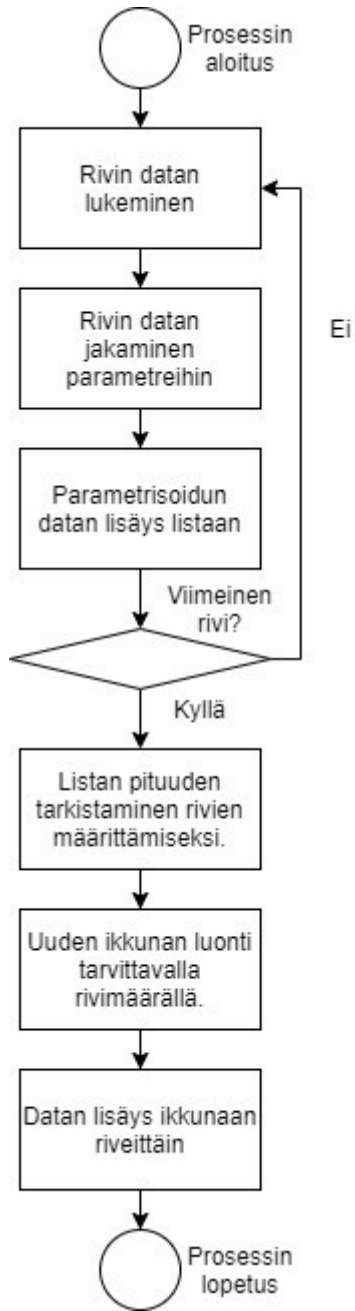 Prosessin
aloitus
Rivin datan
lukeminen
Rivin datan
jakaminen
parametreihin
Ei
Parametrisoidun
datan lisäys listaan
Viimeinen
rivi?
Kyllä
Listan pituuden
tarkistaminen rivien
määrittämiseksi.
Uuden ikkunan luonti
tarvittavalla
rivimäärällä.
Datan lisäys ikkunaan
riveittäin
Prosessin
lopetus